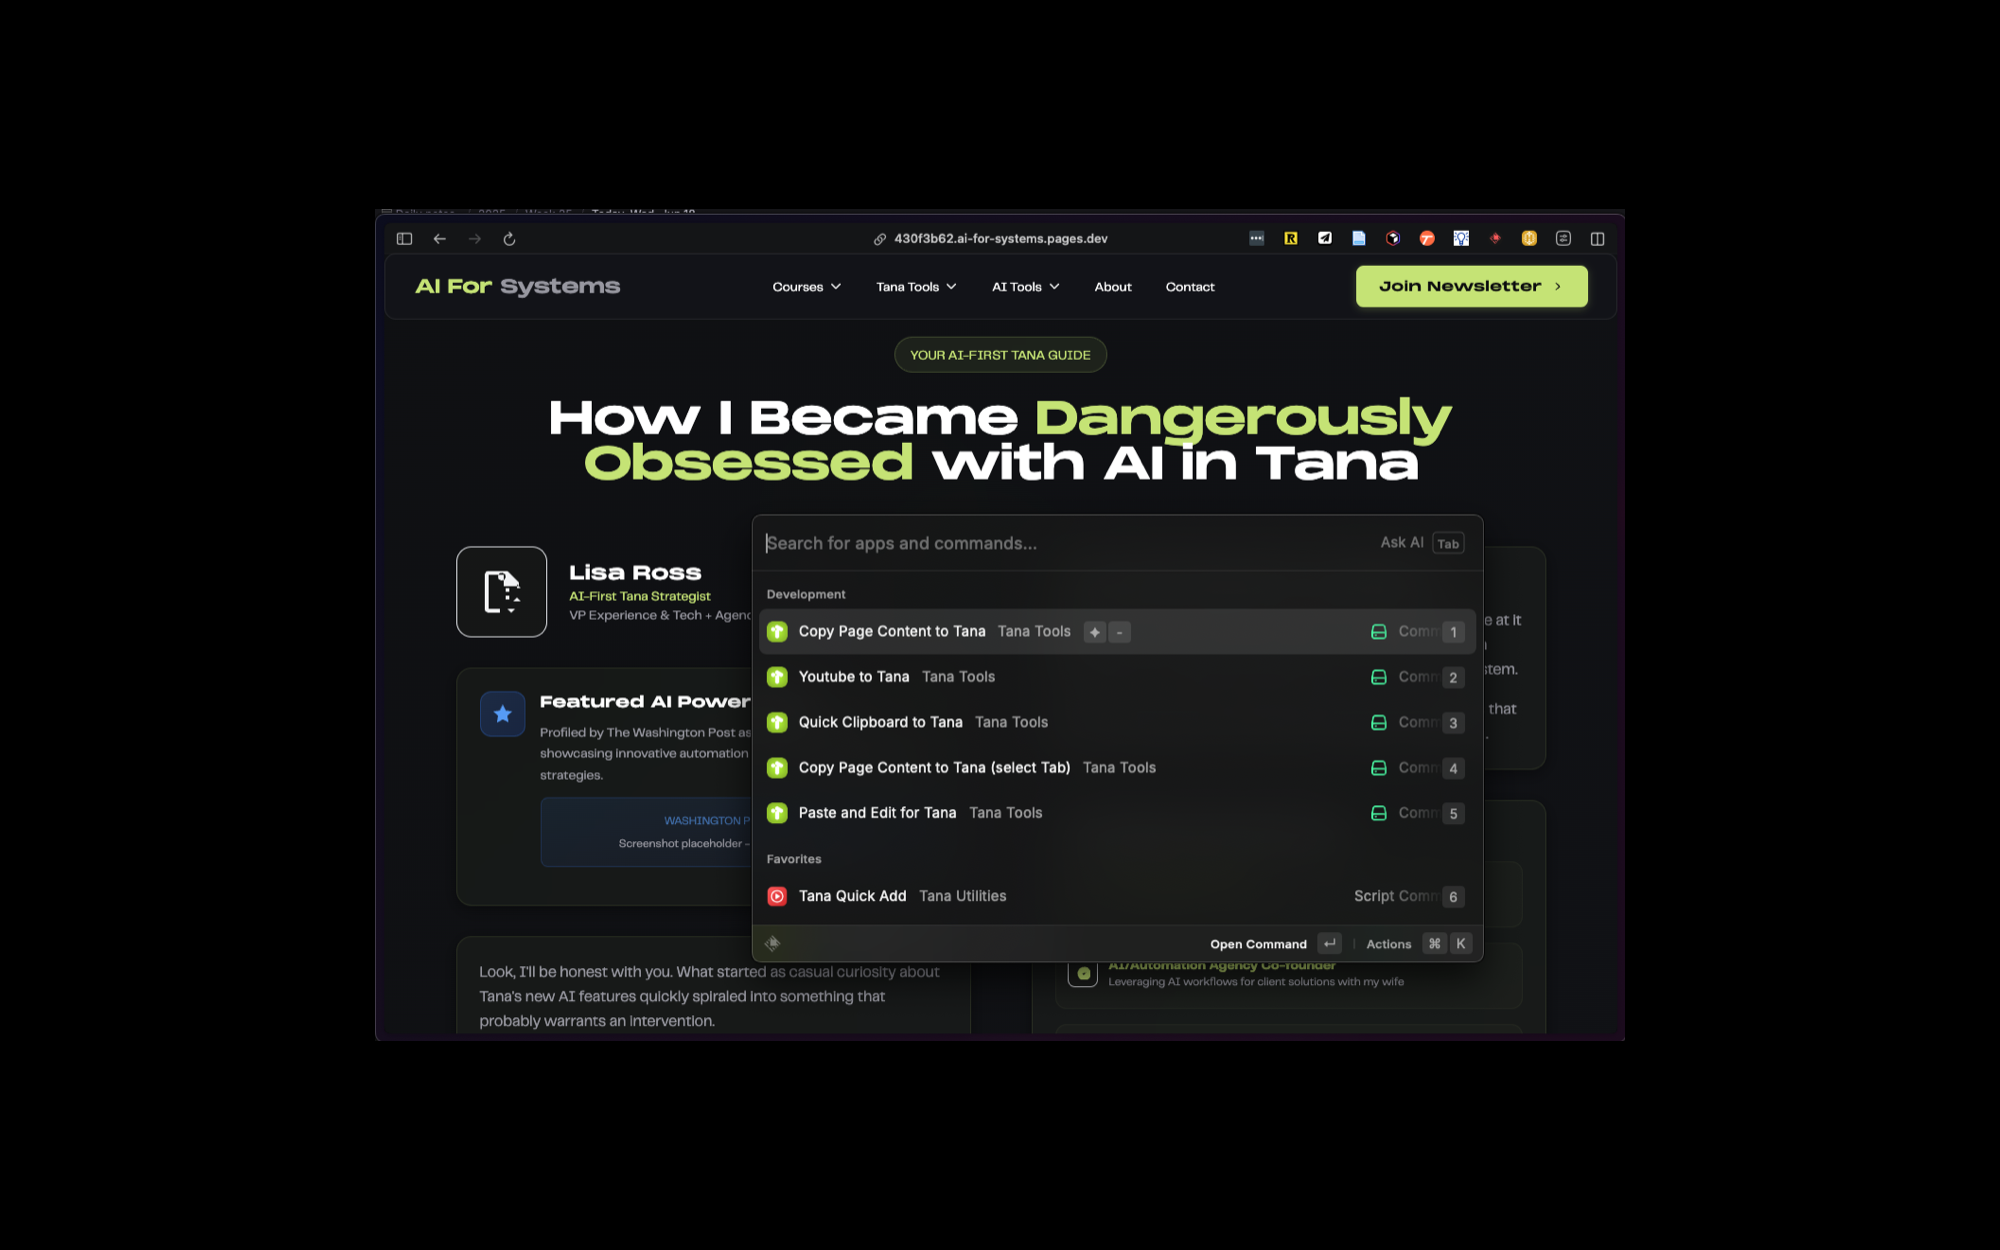 Today, Wed, Jun 18
430f3b62.ai-for-systems.pages.dev
AI For Systems
Courses
Tana Tools
AI Tools
About
Contact
Join Newsletter
YOUR AI-FIRST TANA GUIDE
How I Became Dangerously
Obsessed with AI in Tana
Lisa Ross
AI-First Tana Strategist
VP Experience & Tech + Agenc
Featured AI Power
Profiled by The Washington Post as
showcasing innovative automation
strategies.
WASHINGTON P
Screenshot placeholder -
Look, I'll be honest with you. What started as casual curiosity about
Tana's new AI features quickly spiraled into something that
probably warrants an intervention.
Search for apps and commands...
Ask AI Tab
Development
Copy Page Content to Tana Tana Tools - Comm 1
Youtube to Tana Tana Tools Comm 2
Quick Clipboard to Tana Tana Tools Comm 3
Copy Page Content to Tana (select Tab) Tana Tools Comm 4
Paste and Edit for Tana Tana Tools Comm 5
Favorites
Tana Quick Add Tana Utilities Script Comm 6
Open Command ↵ Actions ⌘ K
e at it
stem.
that
.
AI/Automation Agency Co-founder
Leveraging AI workflows for client solutions with my wife